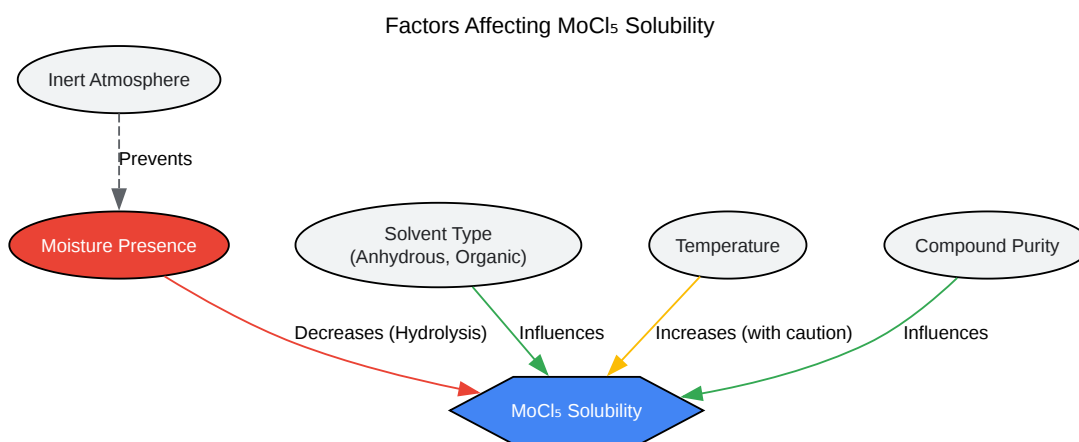 Factors Affecting MoCl₅ Solubility
Inert Atmosphere
Prevents
Moisture Presence
Solvent Type
(Anhydrous, Organic)
Temperature
Compound Purity
Decreases (Hydrolysis)
Influences
Increases (with caution)
Influences
MoCl₅ Solubility